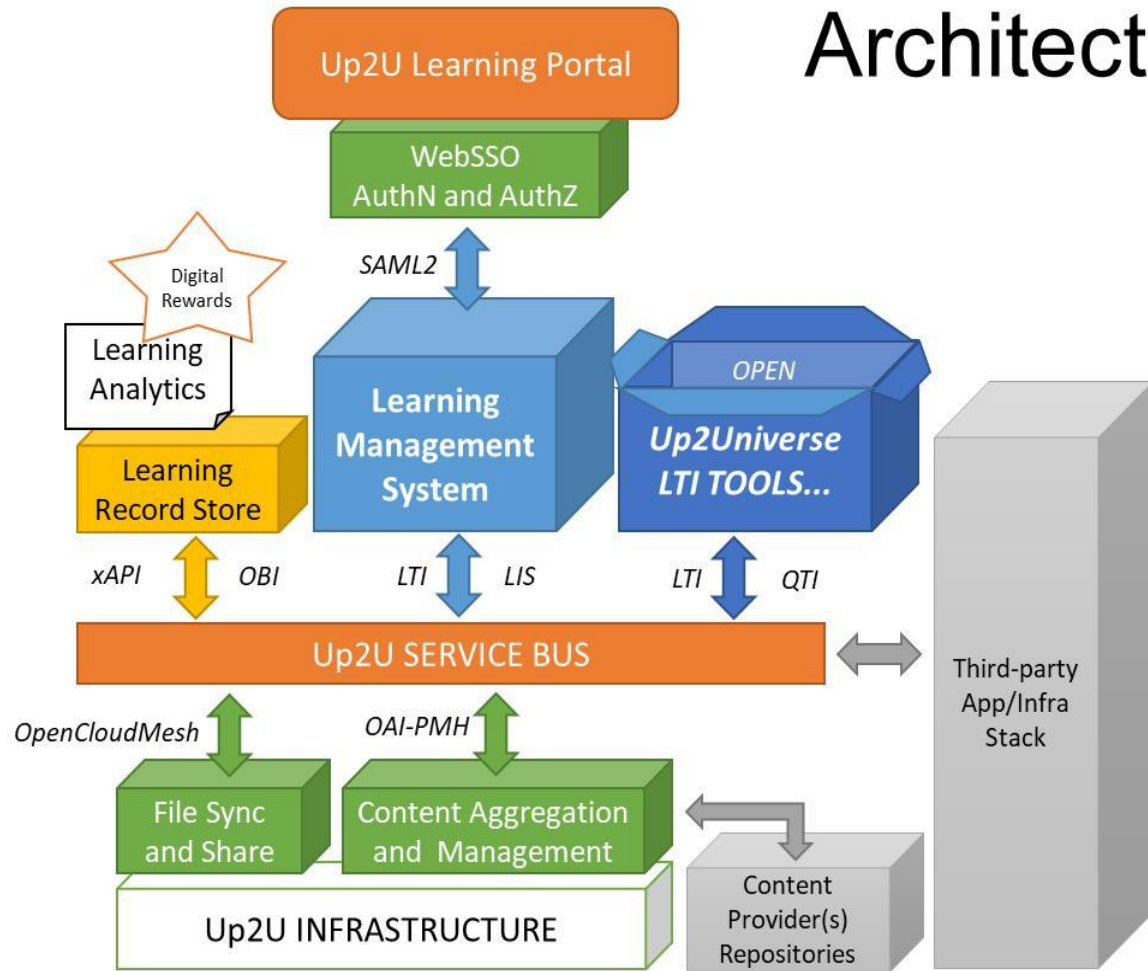 Architect
Up2U Learning Portal
WebSSO
AuthN and AuthZ
SAML2
Digital
Rewards
Learning
Analytics
Learning
Record Store
Learning
Management
System
OPEN
Up2Universe
LTI TOOLS...
xAPI
OBI
LTI
LIS
LTI
QTI
Up2U SERVICE BUS
Third-party
App/Infra
Stack
OpenCloudMesh
OAI-PMH
File Sync
and Share
Content Aggregation
and Management
Content
Provider(s)
Repositories
Up2U INFRASTRUCTURE